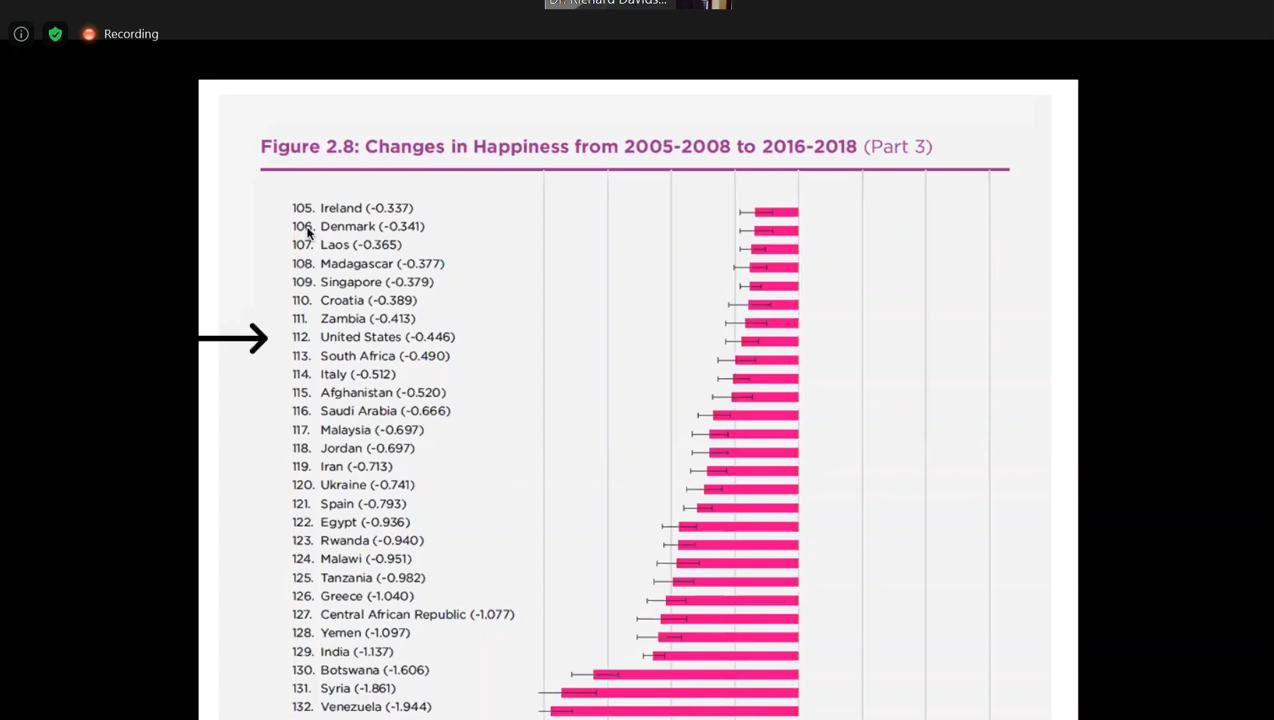 Dr. Richard Davids...
Recording
Figure 2.8: Changes in Happiness from 2005-2008 to 2016-2018 (Part 3)
105. Ireland (-0.337)
106. Denmark (-0.341)
107. Laos (-0.365)
108. Madagascar (-0.377)
109. Singapore (-0.379)
110. Croatia (-0.389)
111. Zambia (-0.413)
112. United States (-0.446)
113. South Africa (-0.490)
114. Italy (-0.512)
115. Afghanistan (-0.520)
116. Saudi Arabia (-0.666)
117. Malaysia (-0.697)
118. Jordan (-0.697)
119. Iran (-0.713)
120. Ukraine (-0.741)
121. Spain (-0.793)
122. Egypt (-0.936)
123. Rwanda (-0.940)
124. Malawi (-0.951)
125. Tanzania (-0.982)
126. Greece (-1.040)
127. Central African Republic (-1.077)
128. Yemen (-1.097)
129. India (-1.137)
130. Botswana (-1.606)
131. Syria (-1.861)
132. Venezuela (-1.944)